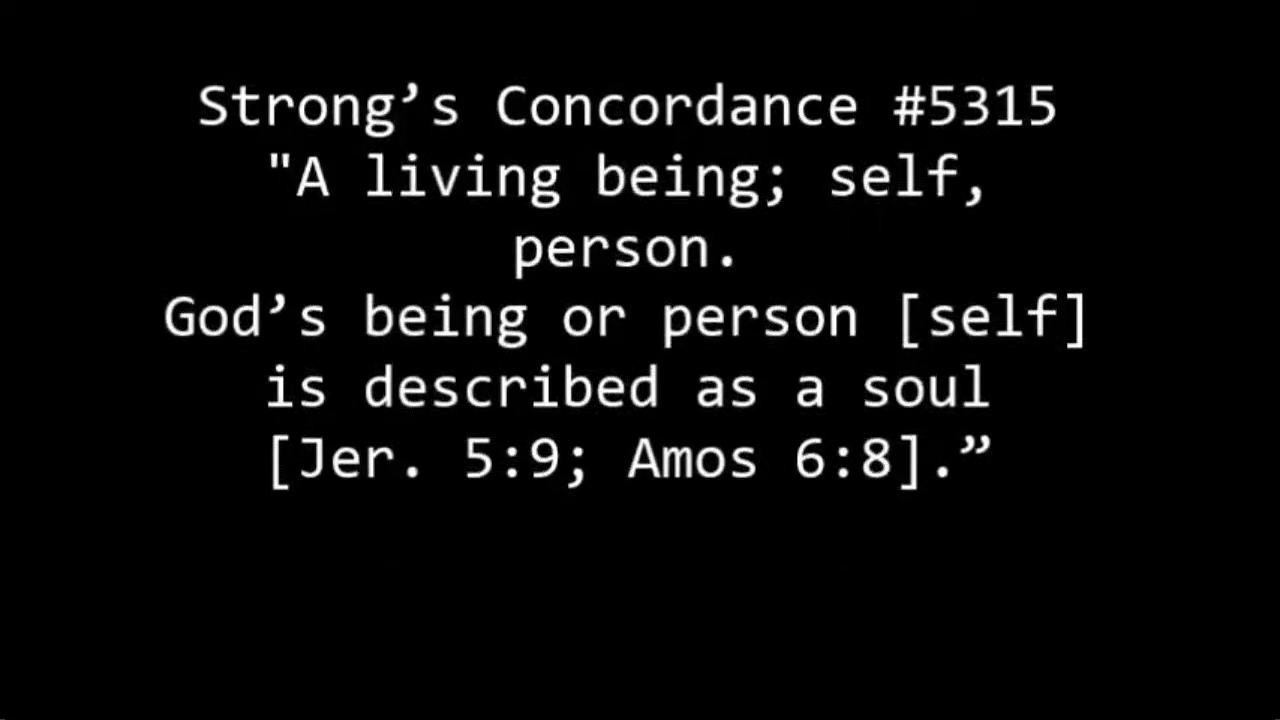 Strong’s Concordance #5315
"A living being; self,
person.
God’s being or person [self]
is described as a soul
[Jer. 5:9; Amos 6:8].”